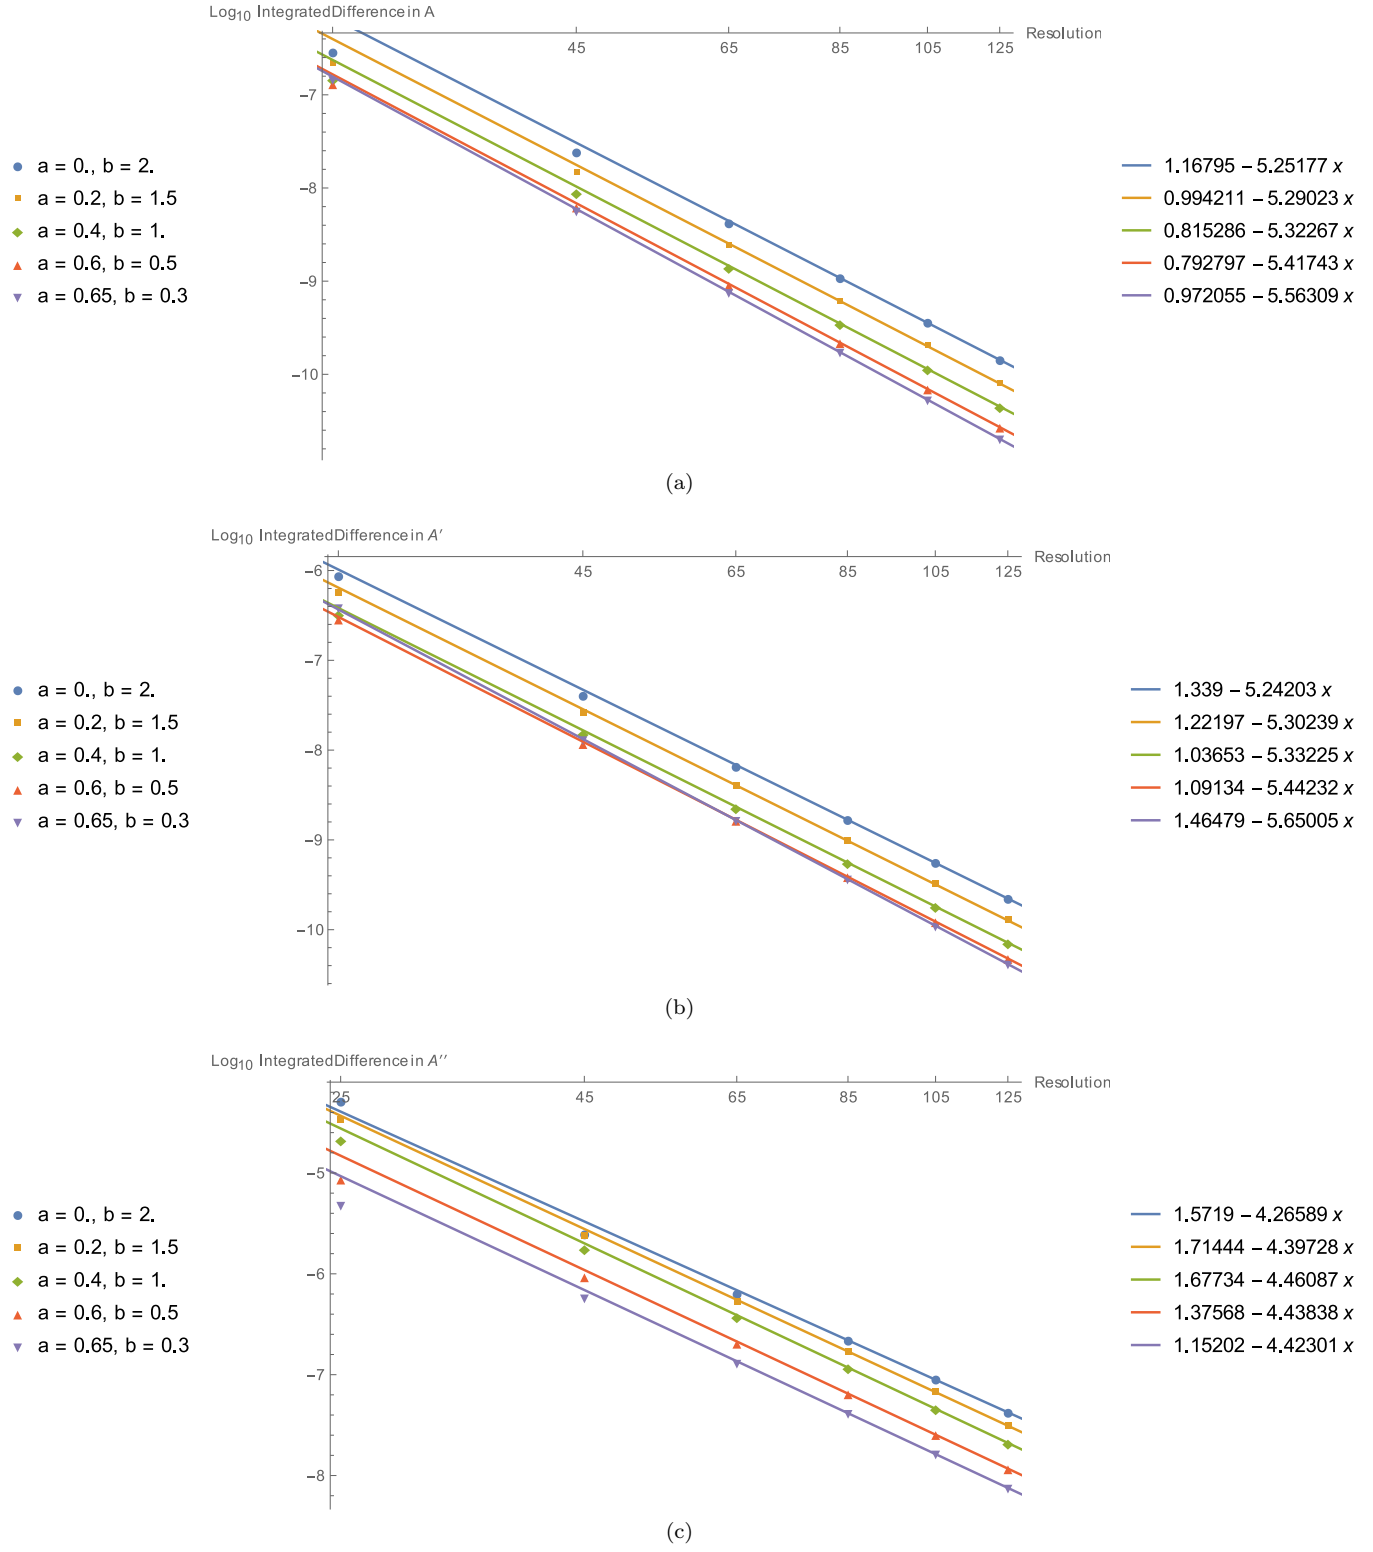 Log10 IntegratedDifference in A
Resolution
45 65 85 105 125
-7
-8
-9
-10
a = 0., b = 2.
a = 0.2, b = 1.5
a = 0.4, b = 1.
a = 0.6, b = 0.5
a = 0.65, b = 0.3
1.16795 – 5.25177 x
0.994211 – 5.29023 x
0.815286 – 5.32267 x
0.792797 – 5.41743 x
0.972055 – 5.56309 x
(a)
Log10 IntegratedDifference in A′
Resolution
45 65 85 105 125
-6
-7
-8
-9
-10
a = 0., b = 2.
a = 0.2, b = 1.5
a = 0.4, b = 1.
a = 0.6, b = 0.5
a = 0.65, b = 0.3
1.339 – 5.24203 x
1.22197 – 5.30239 x
1.03653 – 5.33225 x
1.09134 – 5.44232 x
1.46479 – 5.65005 x
(b)
Log10 IntegratedDifference in A′′
Resolution
25 45 65 85 105 125
-5
-6
-7
-8
a = 0., b = 2.
a = 0.2, b = 1.5
a = 0.4, b = 1.
a = 0.6, b = 0.5
a = 0.65, b = 0.3
1.5719 – 4.26589 x
1.71444 – 4.39728 x
1.67734 – 4.46087 x
1.37568 – 4.43838 x
1.15202 – 4.42301 x
(c)